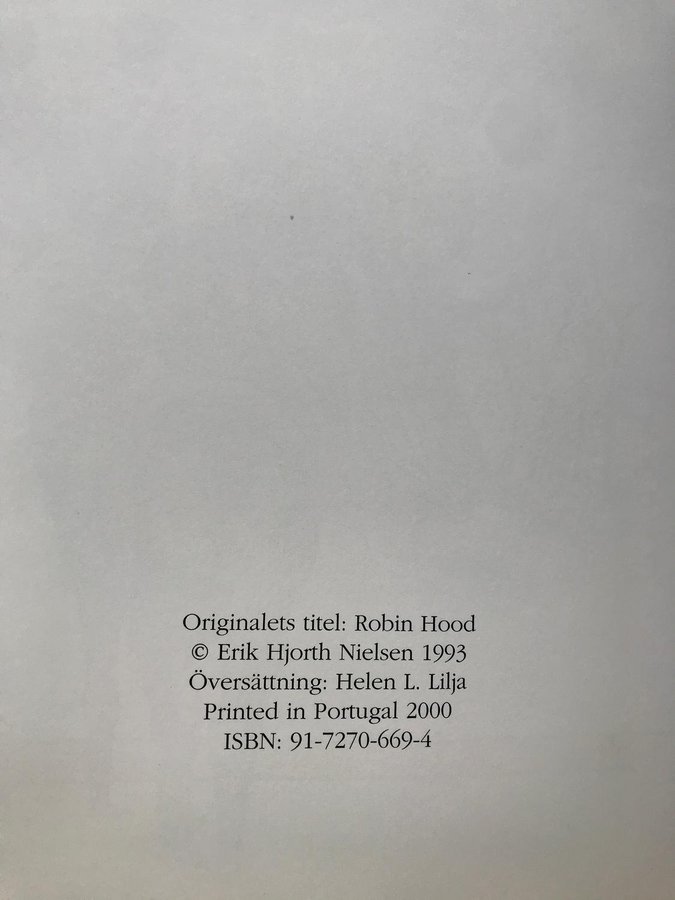 Originalets titel: Robin Hood
© Erik Hjorth Nielsen 1993
Översättning: Helen L. Lilja
Printed in Portugal 2000
ISBN: 91-7270-669-4